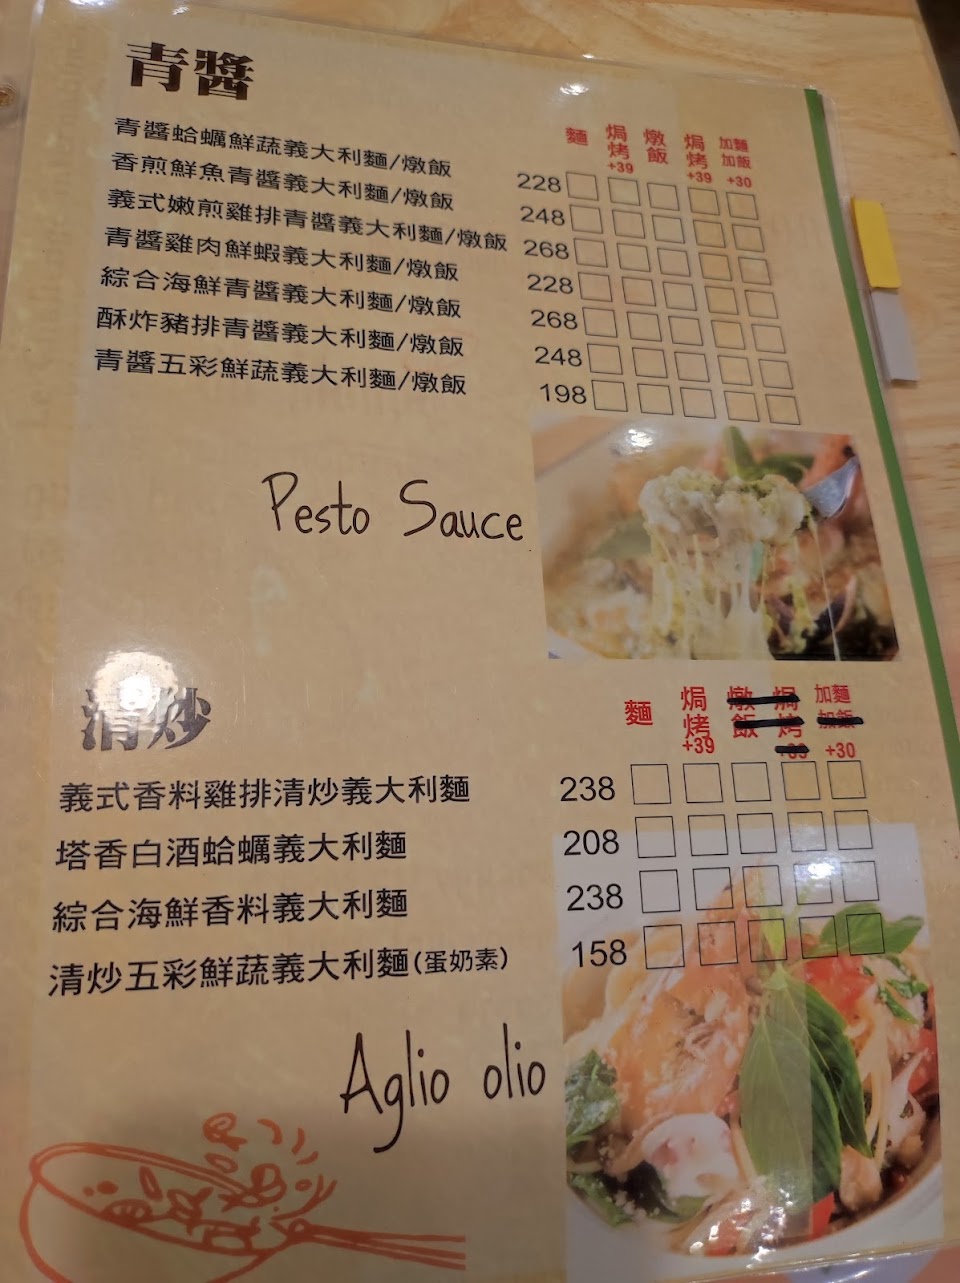 青醬
麵 焗烤+39 燉飯 焗烤+39 加麵加飯+30
青醬蛤蠣鮮蔬義大利麵/燉飯 228
香煎鮮魚青醬義大利麵/燉飯 248
義式嫩煎雞排青醬義大利麵/燉飯 268
青醬雞肉鮮蝦義大利麵/燉飯 228
綜合海鮮青醬義大利麵/燉飯 268
酥炸豬排青醬義大利麵/燉飯 248
青醬五彩鮮蔬義大利麵/燉飯 198
Pesto Sauce
清炒
麵 焗烤+39 燉飯 焗烤+39 加麵加飯+30
義式香料雞排清炒義大利麵 238
塔香白酒蛤蠣義大利麵 208
綜合海鮮香料義大利麵 238
清炒五彩鮮蔬義大利麵(蛋奶素) 158
Aglio olio